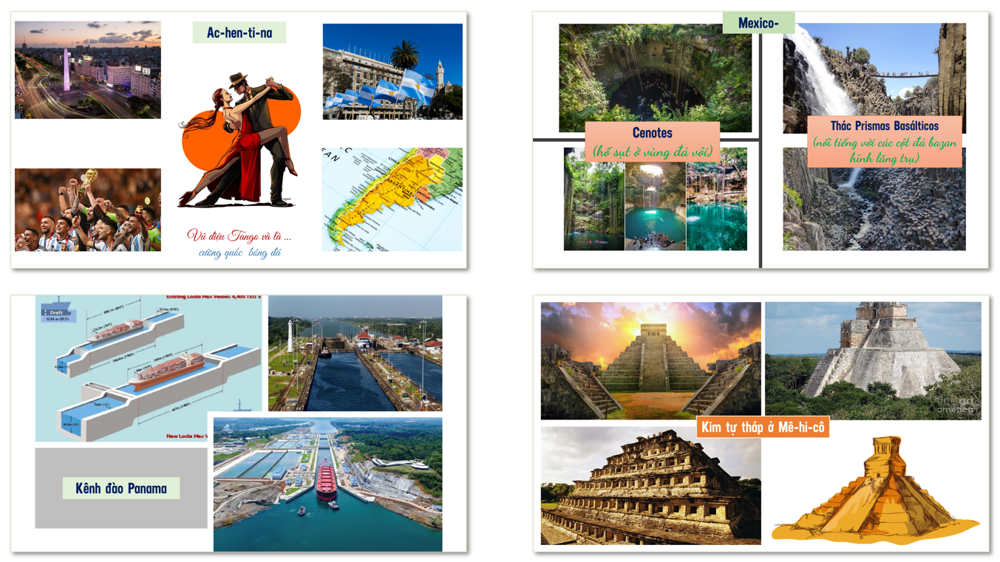 Ac-hen-ti-na
Vũ điệu Tango và là ...
cường quốc bóng đá
Mexico-
Cenotes
(hố sụt ở vùng đá vôi)
Thác Prismas Basálticos
(nổi tiếng với các cột đá bazan
hình lăng trụ)
Existing Locks Max Vessel: 4,400 TEU's
Draft
New Locks Max V
Kênh đào Panama
Kim tự tháp ở Mê-hi-cô